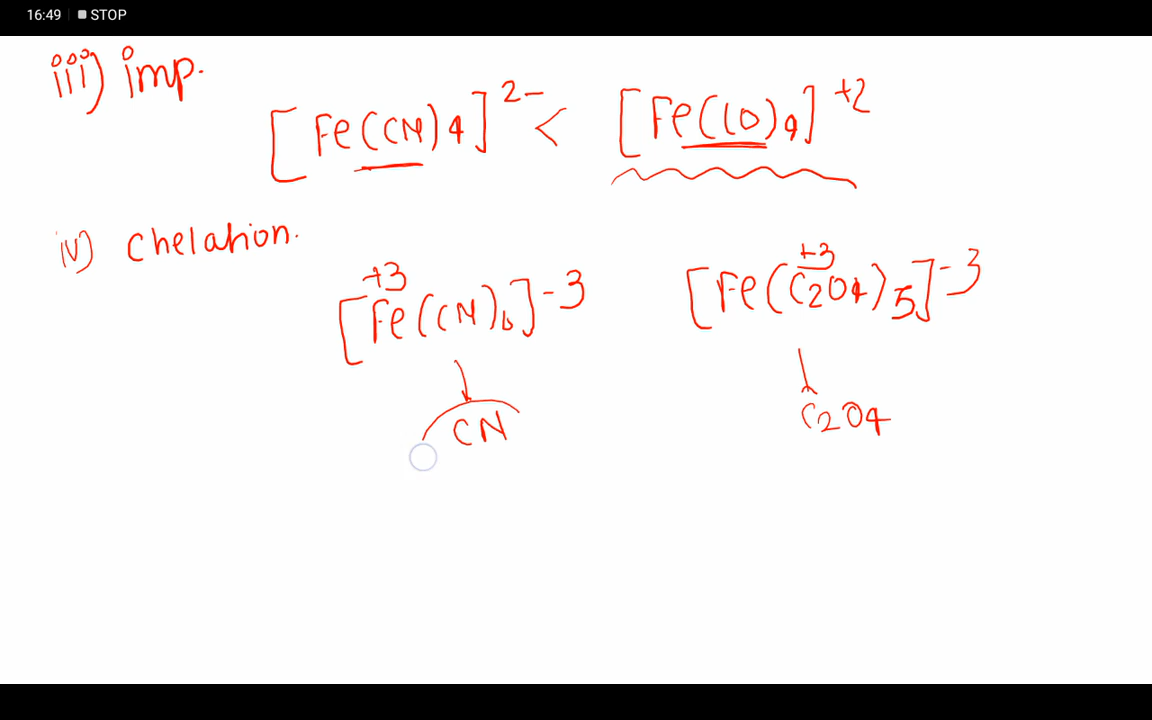 16:49 STOP
iii) imp.
[Fe(CN)4]2- < [Fe(CO)4]+2
iv) Chelation.
+3 +3
[Fe(CN)6]-3 [Fe(C2O4)5]-3
CN C2O4